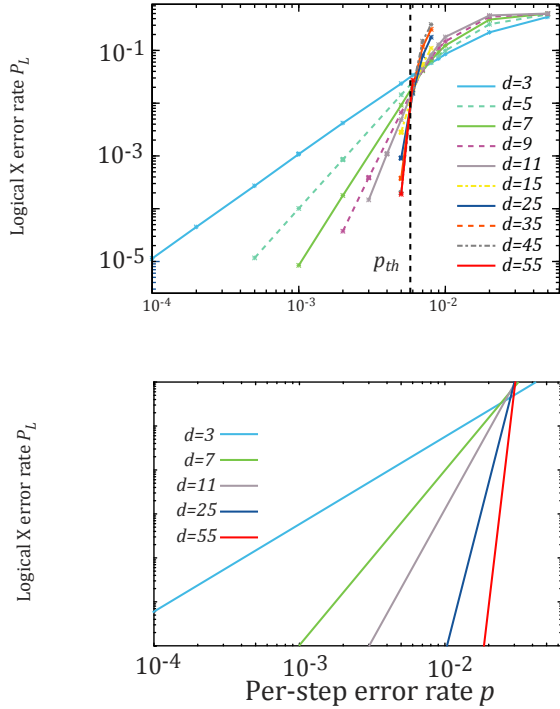 Logical X error rate P_L
10^-1
10^-3
10^-5
d=3
d=5
d=7
d=9
d=11
d=15
d=25
d=35
d=45
d=55
p_th
10^-4
10^-3
10^-2
Logical X error rate P_L
d=3
d=7
d=11
d=25
d=55
10^-4
10^-3
10^-2
Per-step error rate p